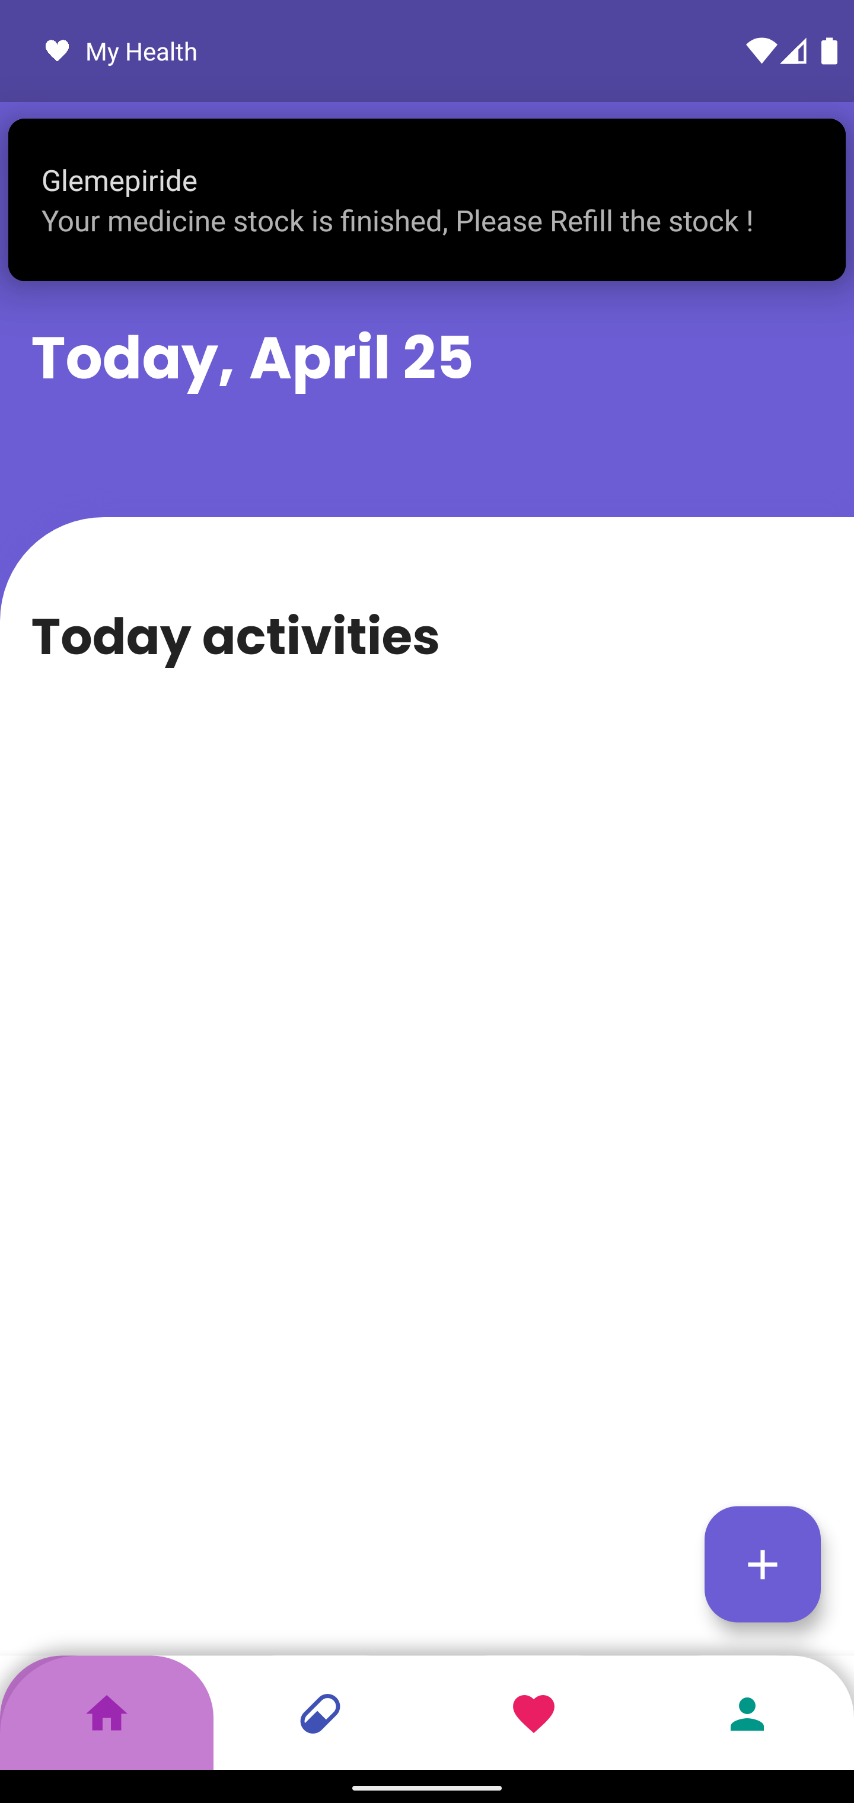 My Health
Glemepiride
Your medicine stock is finished, Please Refill the stock !
Today, April 25
Today activities